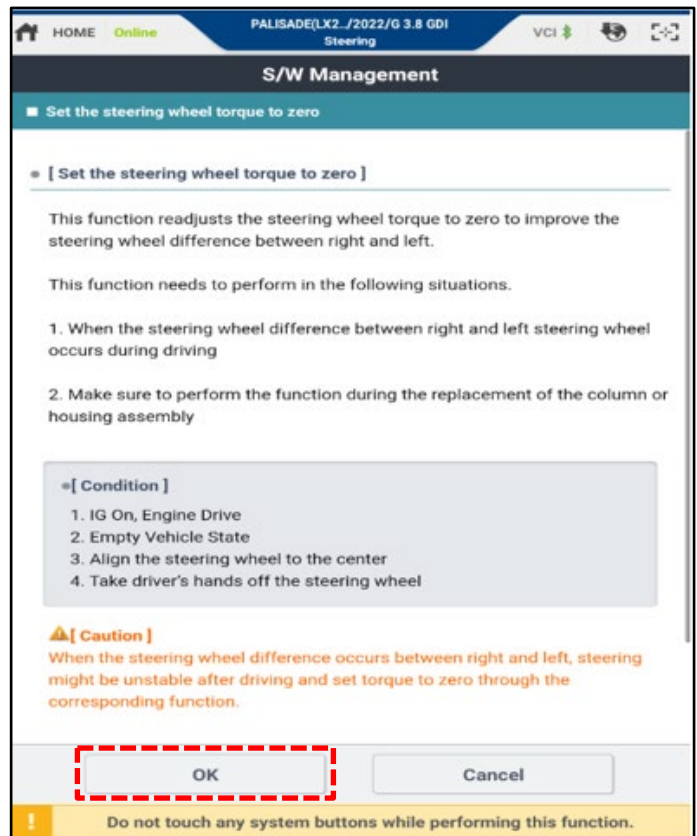 HOME Online
PALISADE(LX2../2022/G 3.8 GDI
Steering
VCI
S/W Management
Set the steering wheel torque to zero
[ Set the steering wheel torque to zero ]
This function readjusts the steering wheel torque to zero to improve the
steering wheel difference between right and left.
This function needs to perform in the following situations.
1. When the steering wheel difference between right and left steering wheel
occurs during driving
2. Make sure to perform the function during the replacement of the column or
housing assembly
[ Condition ]
1. IG On, Engine Drive
2. Empty Vehicle State
3. Align the steering wheel to the center
4. Take driver's hands off the steering wheel
[ Caution ]
When the steering wheel difference occurs between right and left, steering
might be unstable after driving and set torque to zero through the
corresponding function.
OK
Cancel
! Do not touch any system buttons while performing this function.